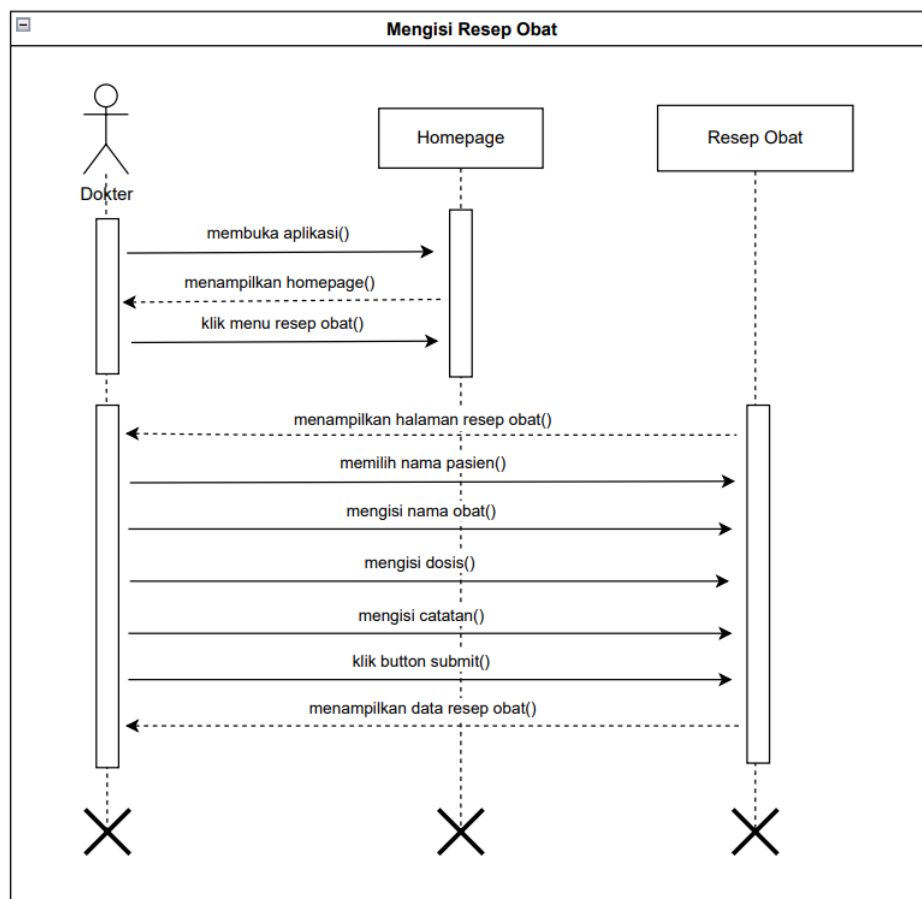 Mengisi Resep Obat
Dokter
Homepage
Resep Obat
membuka aplikasi()
menampilkan homepage()
klik menu resep obat()
menampilkan halaman resep obat()
memilih nama pasien()
mengisi nama obat()
mengisi dosis()
mengisi catatan()
klik button submit()
menampilkan data resep obat()